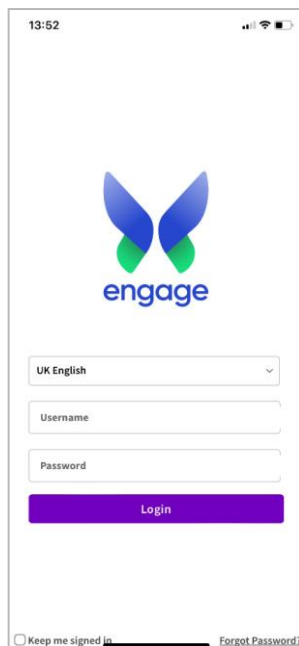 13:52
engage
UK English
Username
Password
Login
Keep me signed in
Forgot Password?